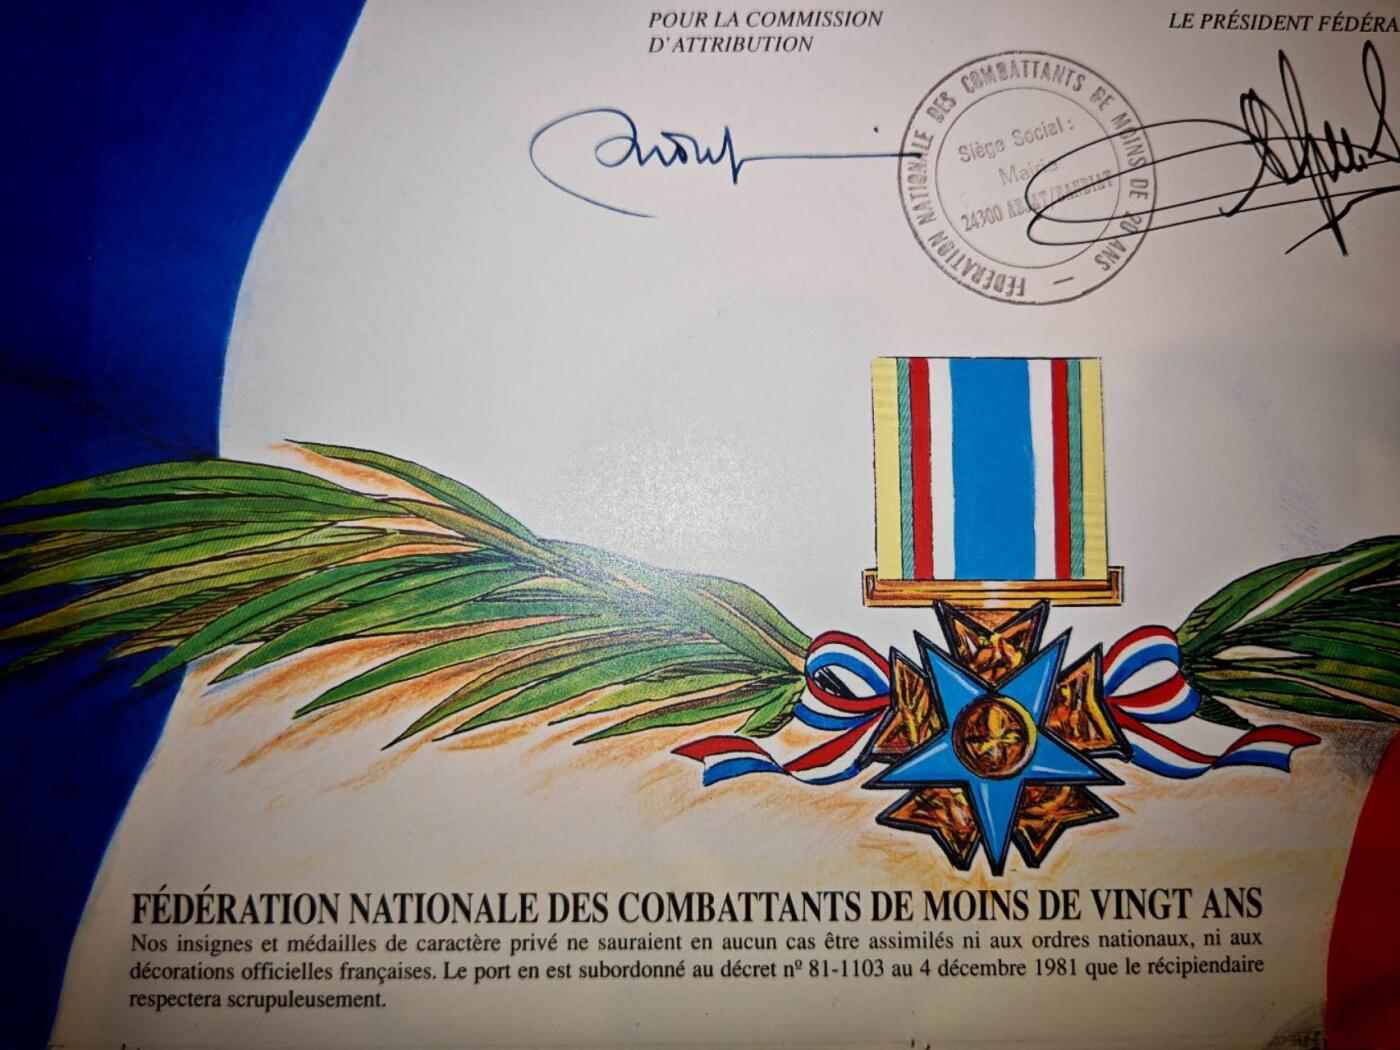 POUR LA COMMISSION
D'ATTRIBUTION
LE PRÉSIDENT FÉDÉRA
FÉDÉRATION NATIONALE DES COMBATTANTS DE MOINS DE 20 ANS —
Siège Social :
Mairie
24300
FÉDÉRATION NATIONALE DES COMBATTANTS DE MOINS DE VINGT ANS
Nos insignes et médailles de caractère privé ne sauraient en aucun cas être assimilés ni aux ordres nationaux, ni aux
décorations officielles françaises. Le port en est subordonné au décret nº 81-1103 au 4 décembre 1981 que le récipiendaire
respectera scrupuleusement.